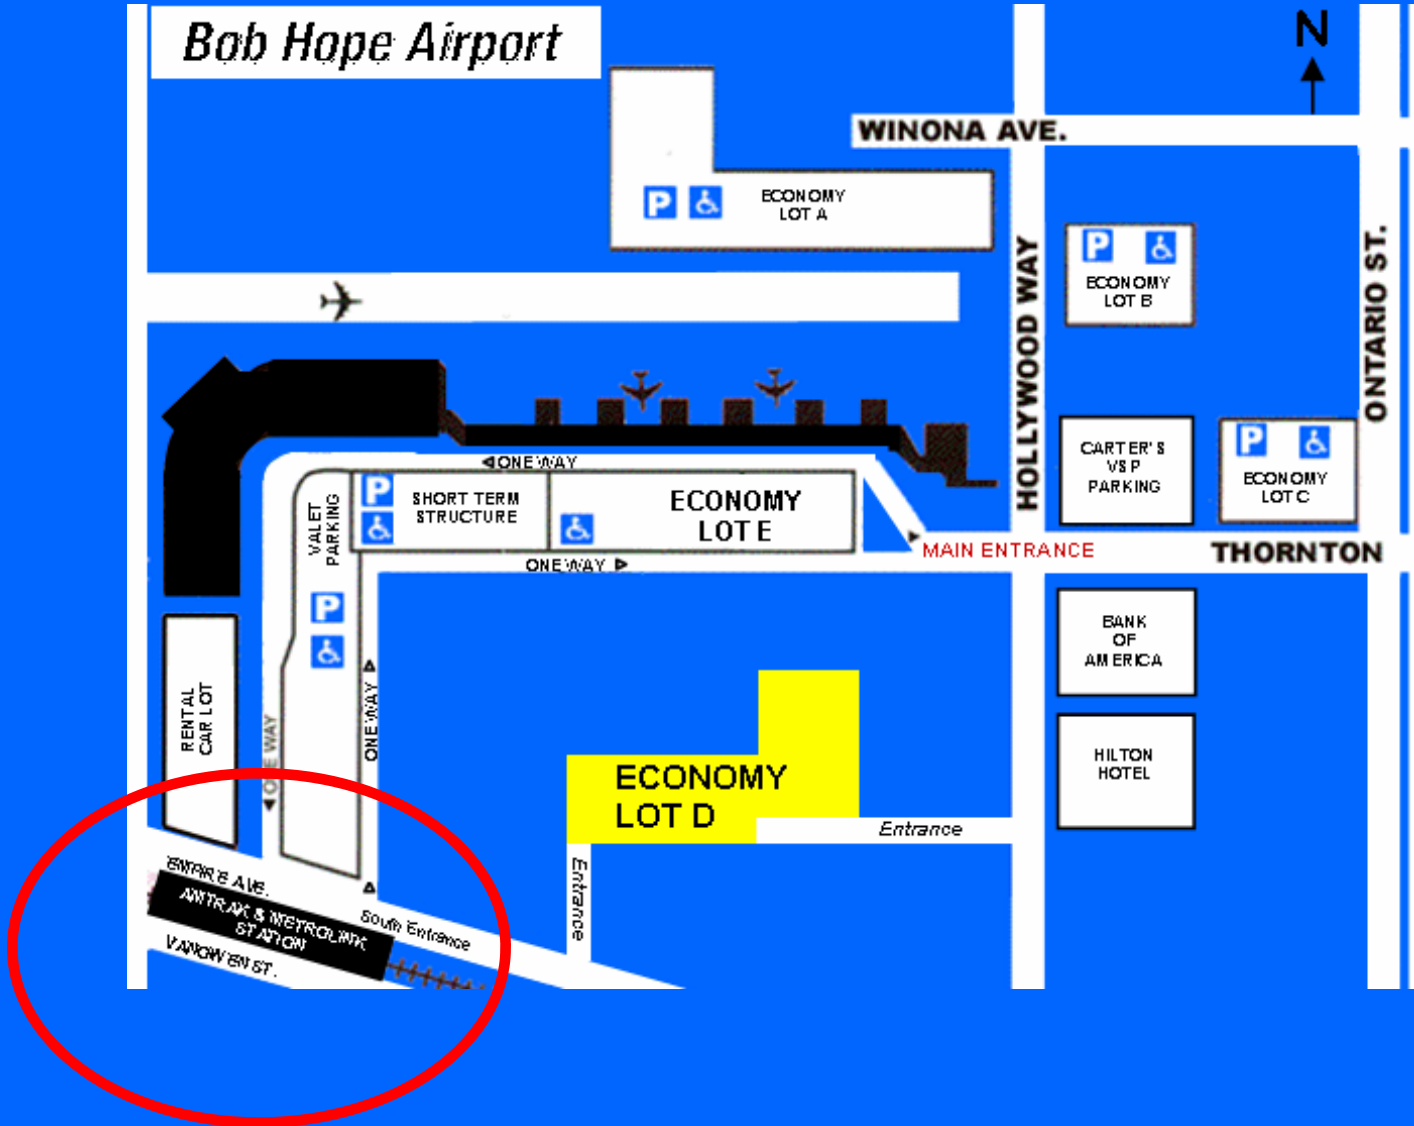 Bob Hope Airport
N
WINONA AVE.
P
ECONOMY
LOT A
HOLLYWOOD WAY
P
ECONOMY
LOT B
ONTARIO ST.
ONE WAY
P
SHORT TERM
STRUCTURE
ECONOMY
LOT E
VALET
PARKING
CARTER'S
VSP
PARKING
P
ECONOMY
LOT C
MAIN ENTRANCE
THORNTON
ONE WAY
P
BANK
OF
AMERICA
RENTAL
CAR LOT
ONE WAY
ONE WAY
HILTON
HOTEL
ECONOMY
LOT D
Entrance
Entrance
EMPIRE AVE.
AMTRAK & METROLINK
STATION
South Entrance
VANOWEN ST.